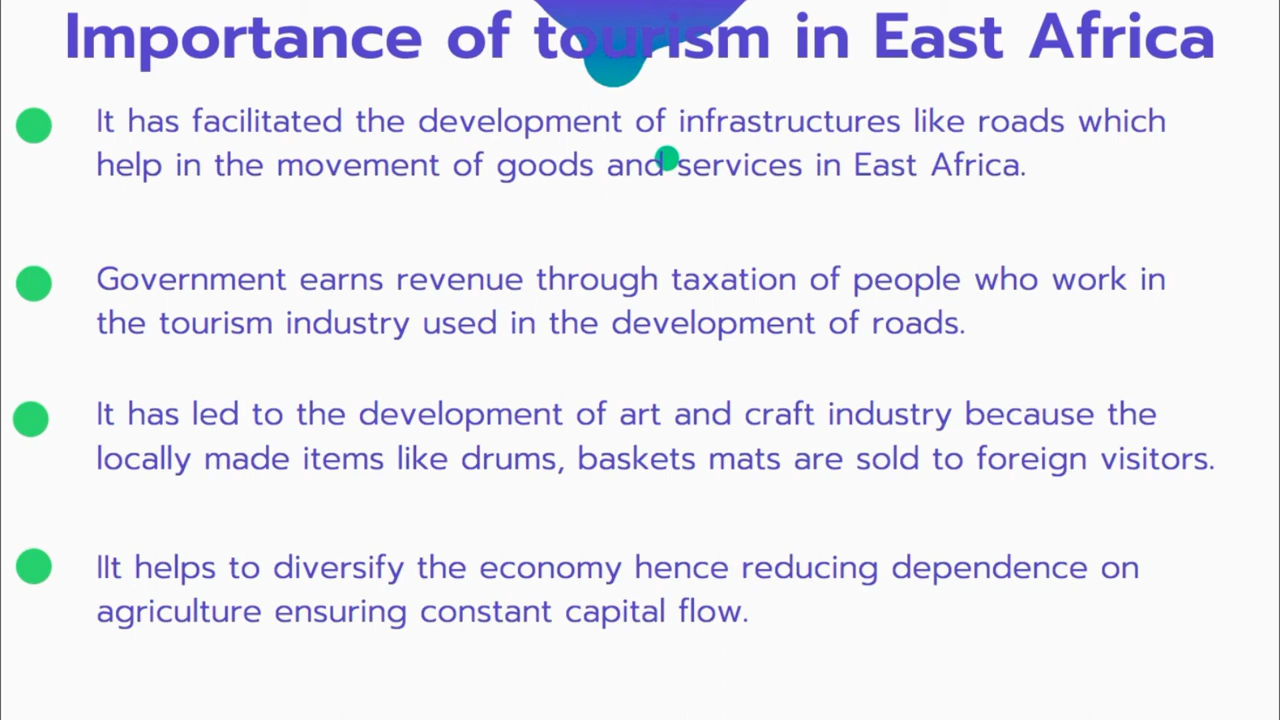 Importance of tourism in East Africa
It has facilitated the development of infrastructures like roads which
help in the movement of goods and services in East Africa.
Government earns revenue through taxation of people who work in
the tourism industry used in the development of roads.
It has led to the development of art and craft industry because the
locally made items like drums, baskets mats are sold to foreign visitors.
IIt helps to diversify the economy hence reducing dependence on
agriculture ensuring constant capital flow.